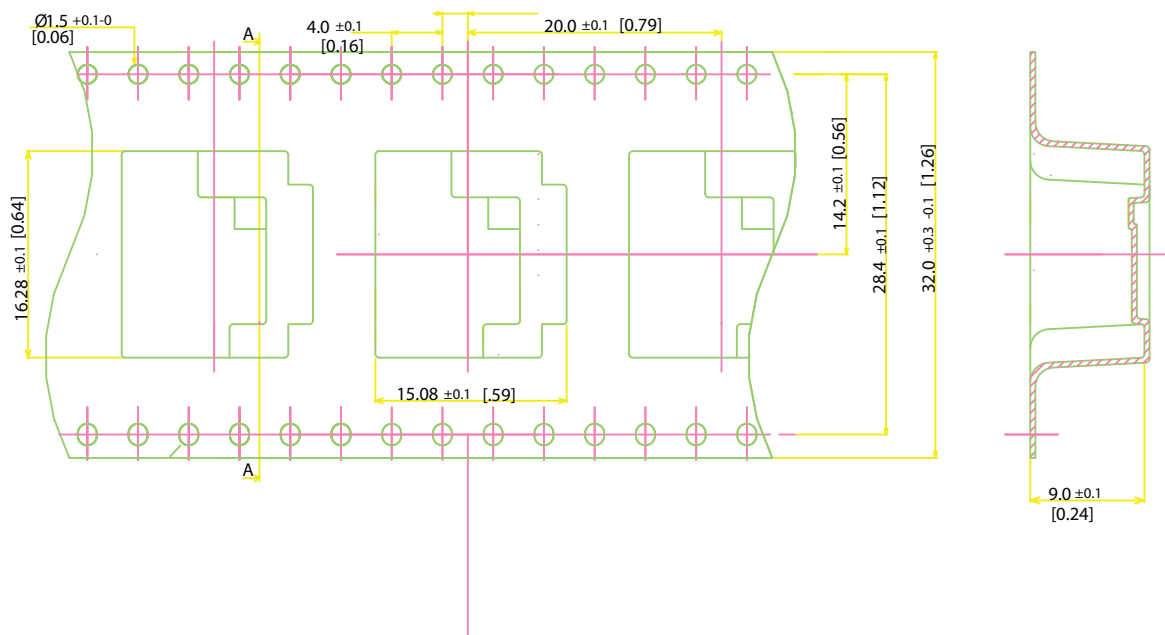 Ø1.5 +0.1-0
[0.06]
A
4.0 ±0.1
[0.16]
20.0 ±0.1 [0.79]
16.28 ±0.1 [0.64]
14.2 ±0.1 [0.56]
28.4 ±0.1 [1.12]
32.0 +0.3 -0.1 [1.26]
15.08 ±0.1 [.59]
A
9.0 ±0.1
[0.24]